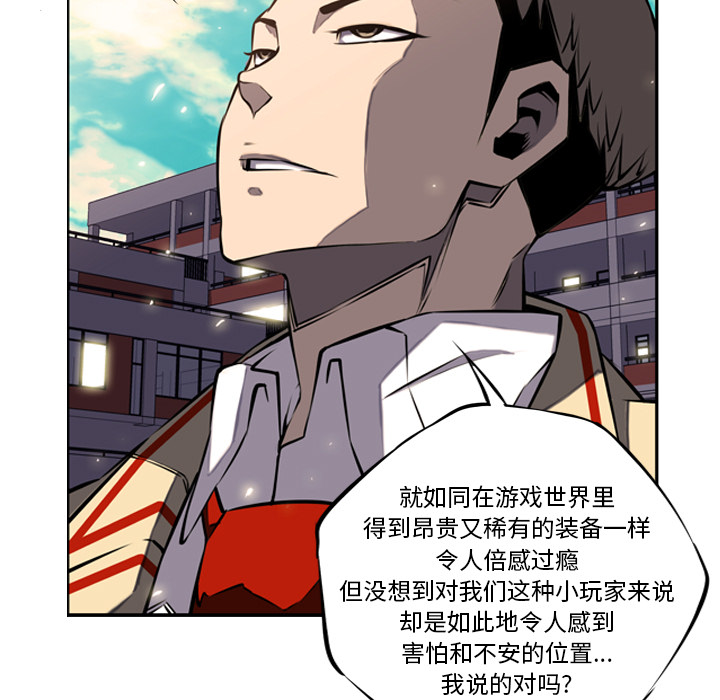 就如同在游戏世界里
得到昂贵又稀有的装备一样
令人倍感过瘾
但没想到对我们这种小玩家来说
却是如此地令人感到
害怕和不安的位置...
我说的对吗?